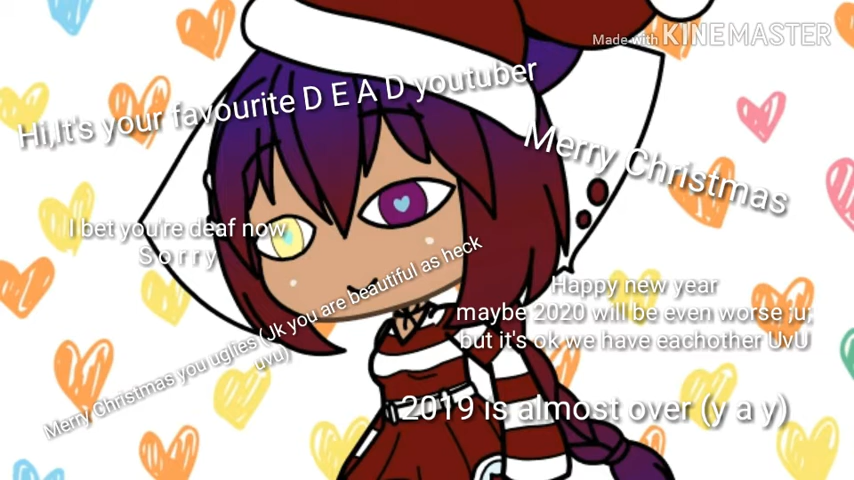 Made with KINEMASTER
Hi,It's your favourite D E A D youtuber
Merry Christmas
I bet you're deaf now
S o r r y
Merry Christmas you uglies (Jk you are beautiful as heck
uvu)
Happy new year
maybe 2020 will be even worse ;u;
but it's ok we have eachother UvU
2019 is almost over (y a y)